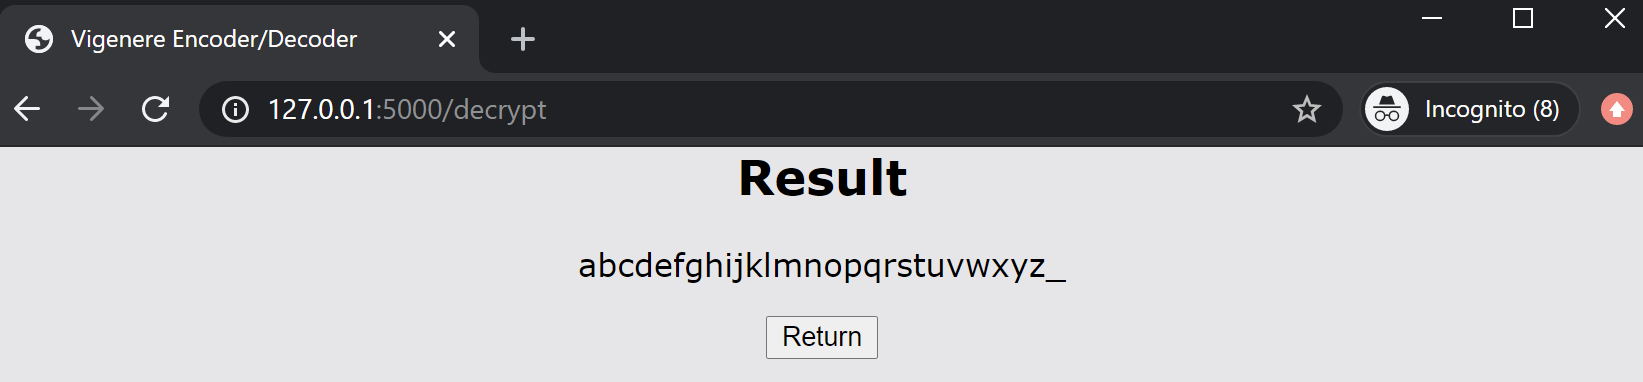 Vigenere Encoder/Decoder
127.0.0.1:5000/decrypt
Incognito (8)
Result
abcdefghijklmnopqrstuvwxyz_
Return